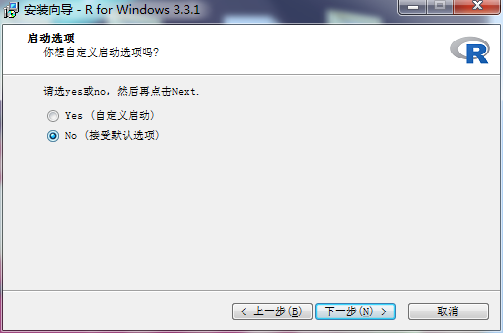 安装向导 - R for Windows 3.3.1
启动选项
你想自定义启动选项吗?
R
请选yes或no，然后再点击Next.
Yes (自定义启动)
No (接受默认选项)
< 上一步(B)
下一步(N) >
取消